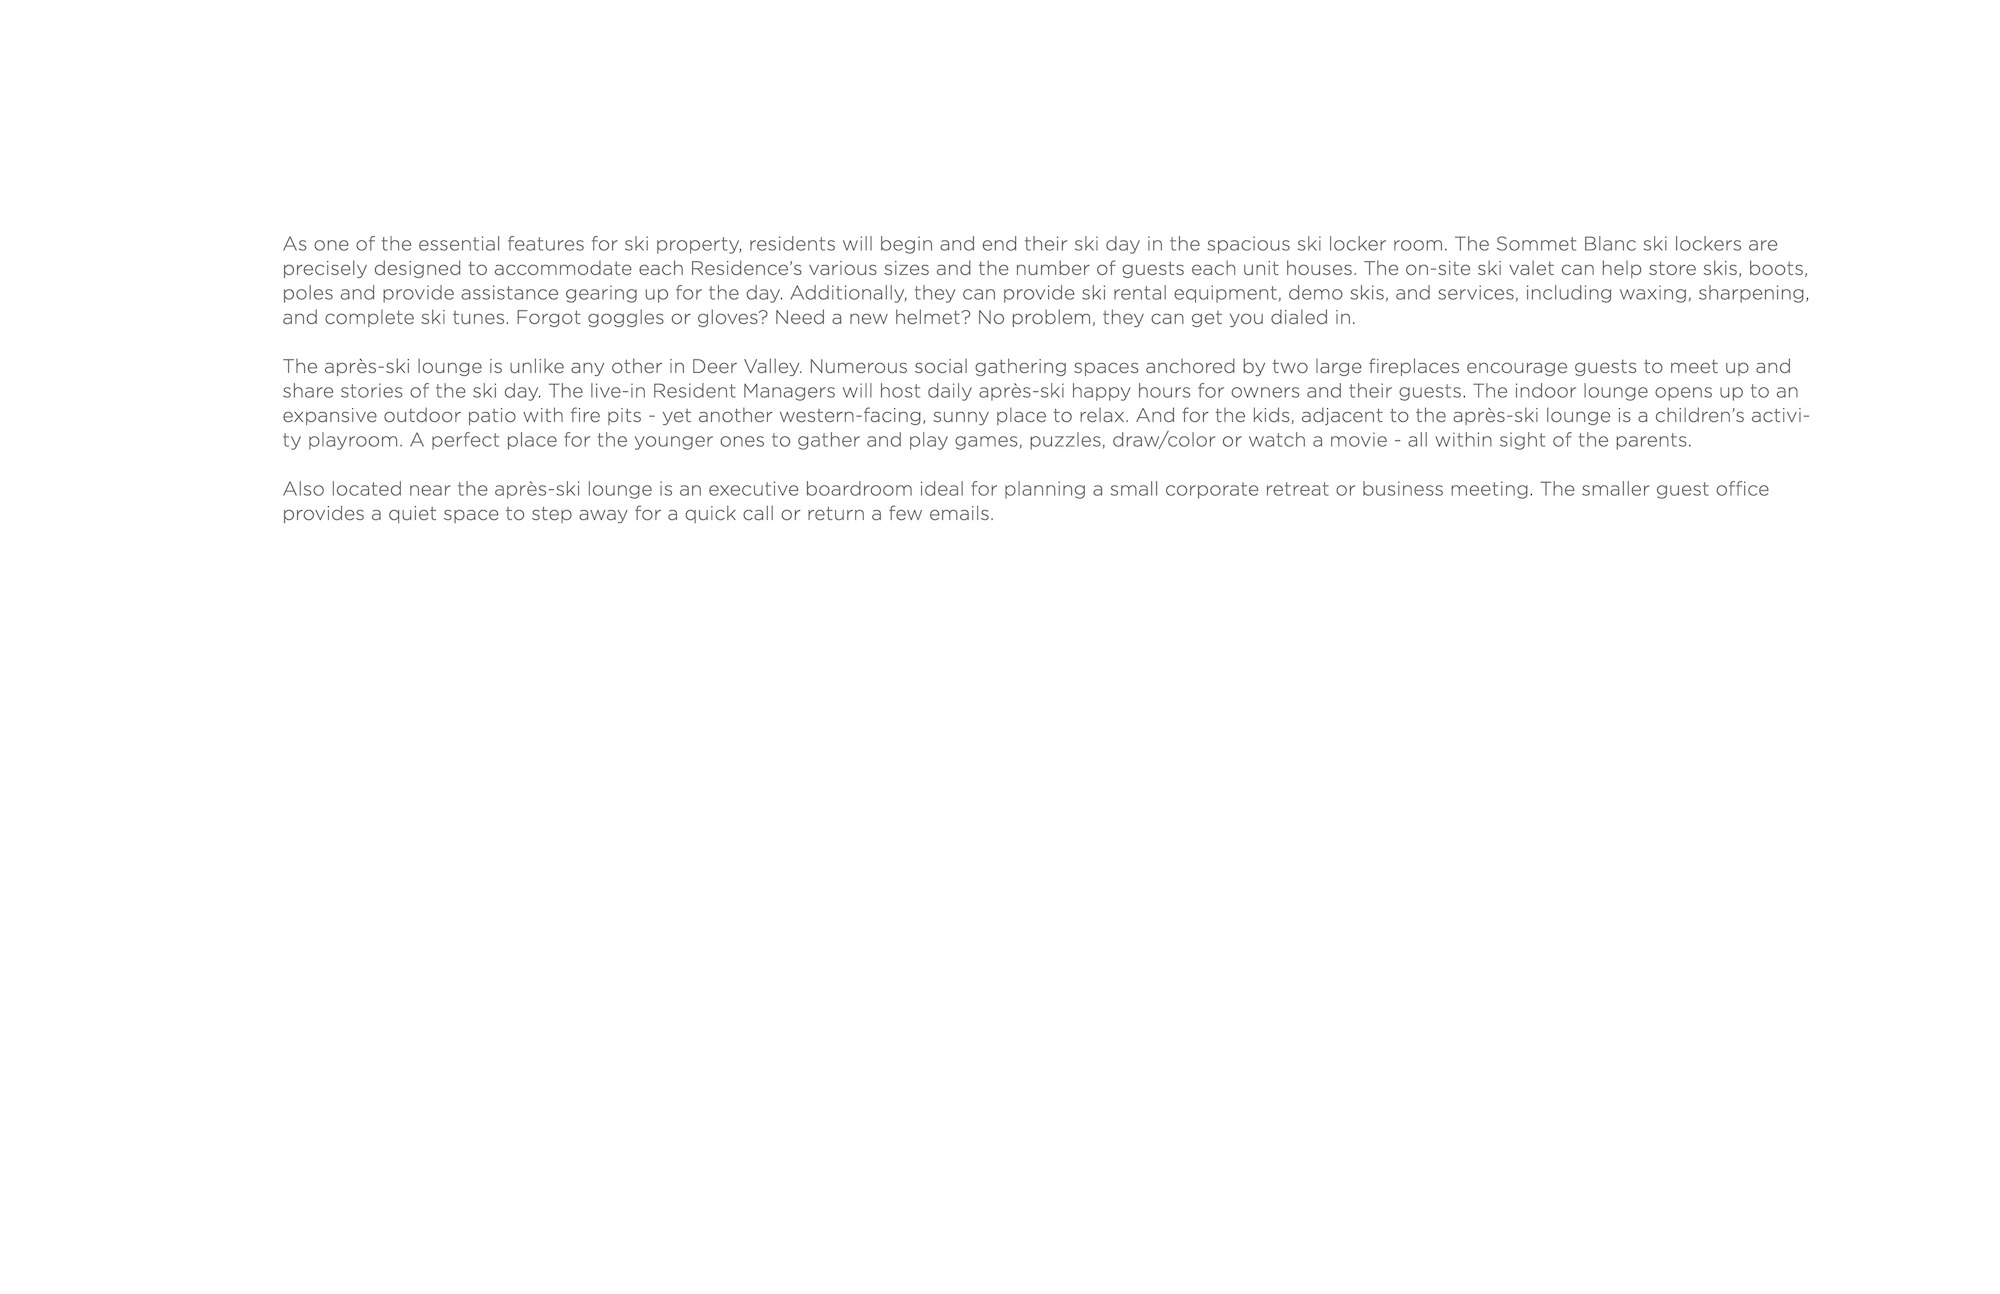 As one of the essential features for ski property, residents will begin and end their ski day in the spacious ski locker room. The Sommet Blanc ski lockers are
precisely designed to accommodate each Residence’s various sizes and the number of guests each unit houses. The on-site ski valet can help store skis, boots,
poles and provide assistance gearing up for the day. Additionally, they can provide ski rental equipment, demo skis, and services, including waxing, sharpening,
and complete ski tunes. Forgot goggles or gloves? Need a new helmet? No problem, they can get you dialed in.
The après-ski lounge is unlike any other in Deer Valley. Numerous social gathering spaces anchored by two large fireplaces encourage guests to meet up and
share stories of the ski day. The live-in Resident Managers will host daily après-ski happy hours for owners and their guests. The indoor lounge opens up to an
expansive outdoor patio with fire pits - yet another western-facing, sunny place to relax. And for the kids, adjacent to the après-ski lounge is a children’s activi-
ty playroom. A perfect place for the younger ones to gather and play games, puzzles, draw/color or watch a movie - all within sight of the parents.
Also located near the après-ski lounge is an executive boardroom ideal for planning a small corporate retreat or business meeting. The smaller guest office
provides a quiet space to step away for a quick call or return a few emails.